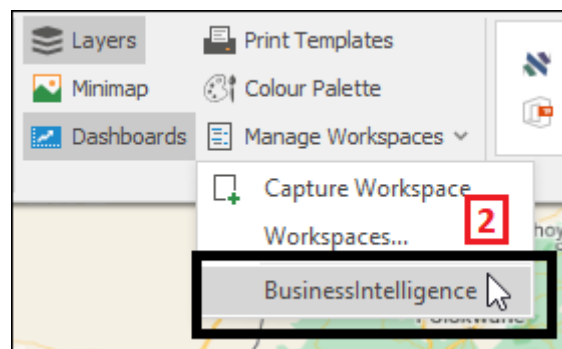 Layers
Print Templates
Minimap
Colour Palette
Dashboards
Manage Workspaces
Capture Workspace
Workspaces...
2
BusinessIntelligence